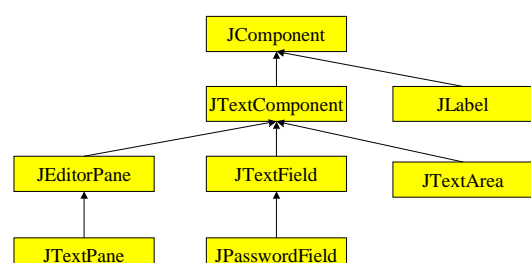 JComponent
JTextComponent
JLabel
JEditorPane
JTextField
JTextArea
JTextPane
JPasswordField